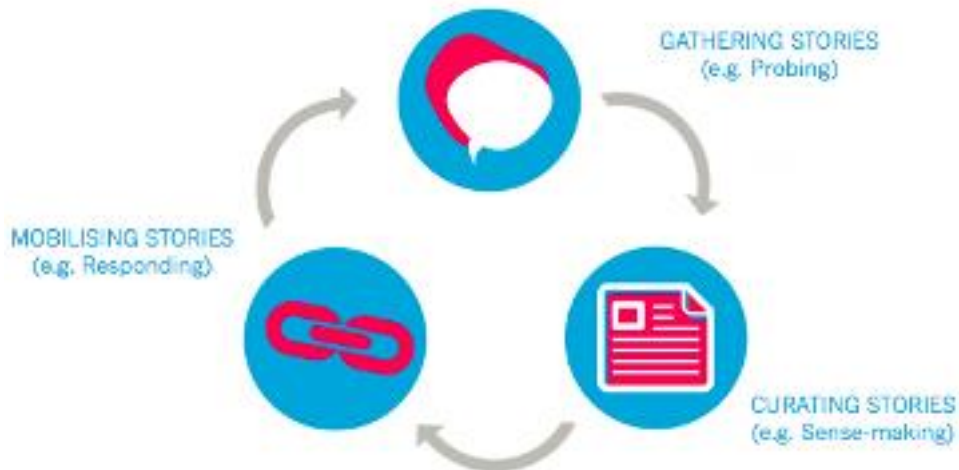 GATHERING STORIES
(e.g. Probing)
MOBILISING STORIES
(e.g. Responding)
CURATING STORIES
(e.g. Sense-making)